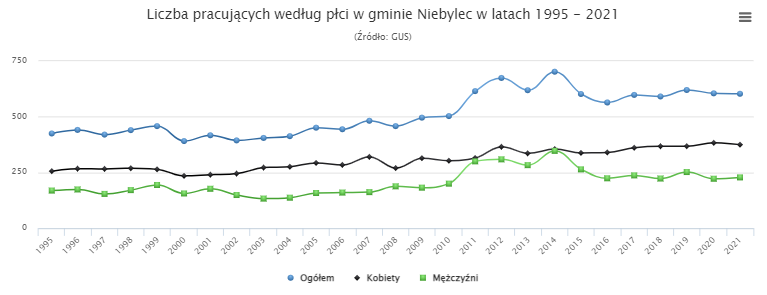 Liczba pracujących według płci w gminie Niebylec w latach 1995 - 2021
(Źródło: GUS)
750
500
250
0
1995 1996 1997 1998 1999 2000 2001 2002 2003 2004 2005 2006 2007 2008 2009 2010 2011 2012 2013 2014 2015 2016 2017 2018 2019 2020 2021
Ogółem Kobiety Mężczyźni